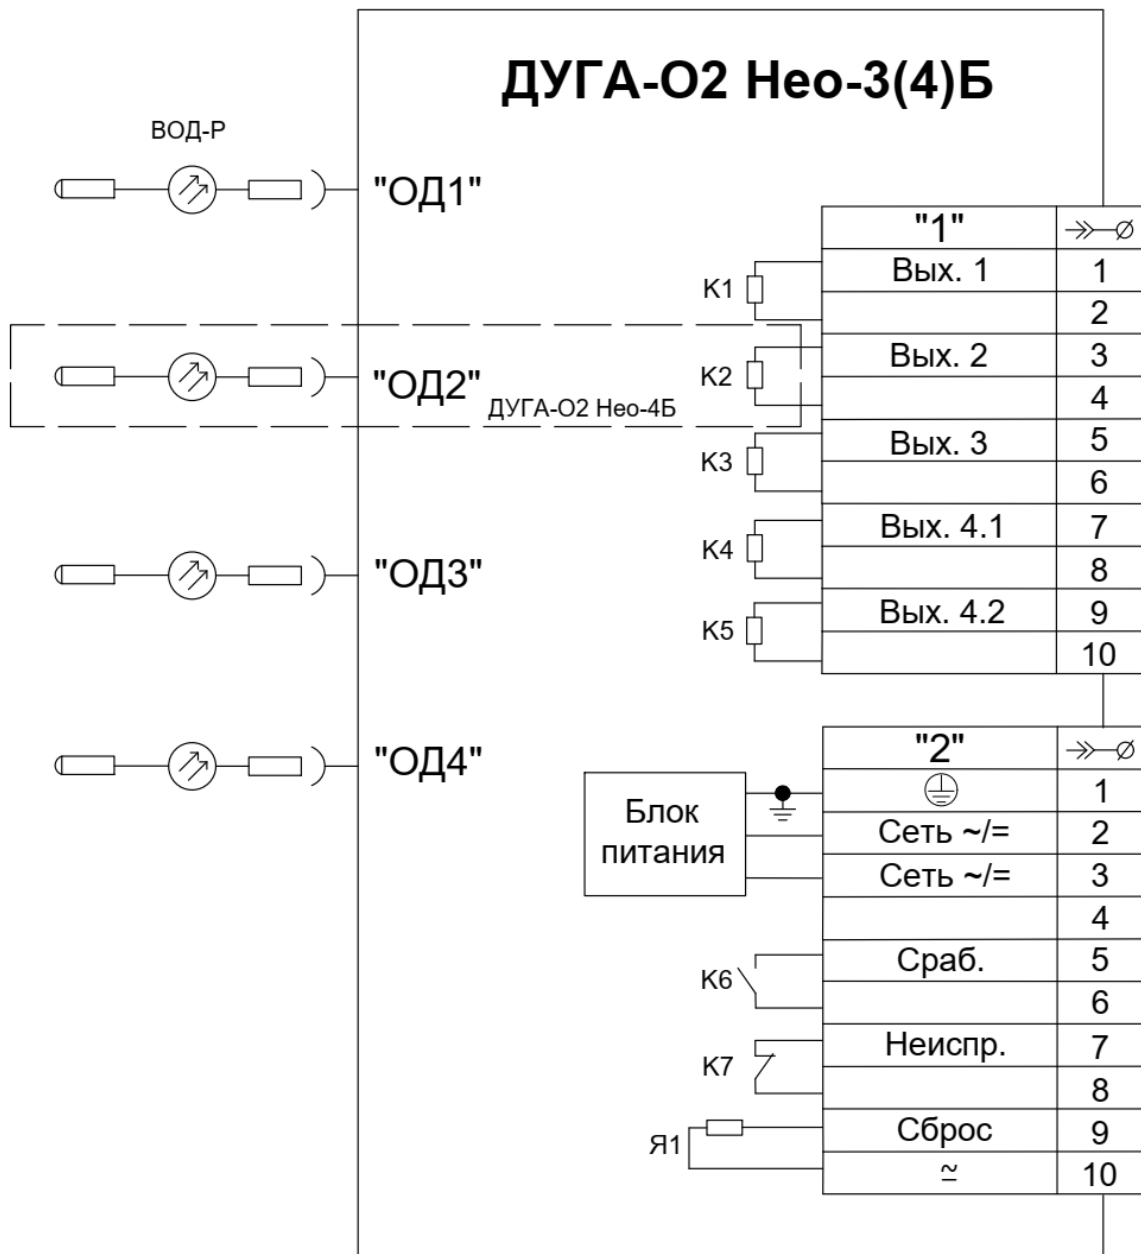 ДУГА-О2 Нео-3(4)Б
ВОД-Р
"ОД1"
"ОД2"
ДУГА-О2 Нео-4Б
"ОД3"
"ОД4"
"1"
К1 Вых. 1 1
2
К2 Вых. 2 3
4
К3 Вых. 3 5
6
К4 Вых. 4.1 7
8
К5 Вых. 4.2 9
10
"2"
Блок
питания
1
Сеть ~/= 2
Сеть ~/= 3
4
К6 Сраб. 5
6
К7 Неиспр. 7
8
Я1 Сброс 9
≃ 10